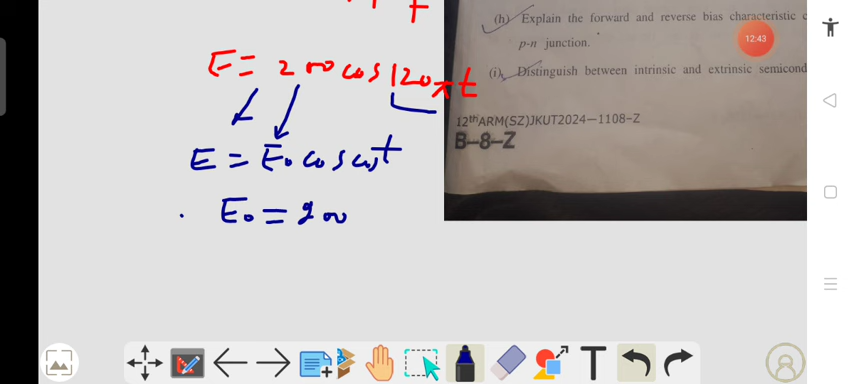 (h) Explain the forward and reverse bias characteristic
p-n junction.
12:43
(i) Distinguish between intrinsic and extrinsic semicond
E = 200 cos 120πt
12thARM(SZ)JKUT2024—1108-Z
B-8-Z
E = E₀ cos ωt
E₀ = 200
T